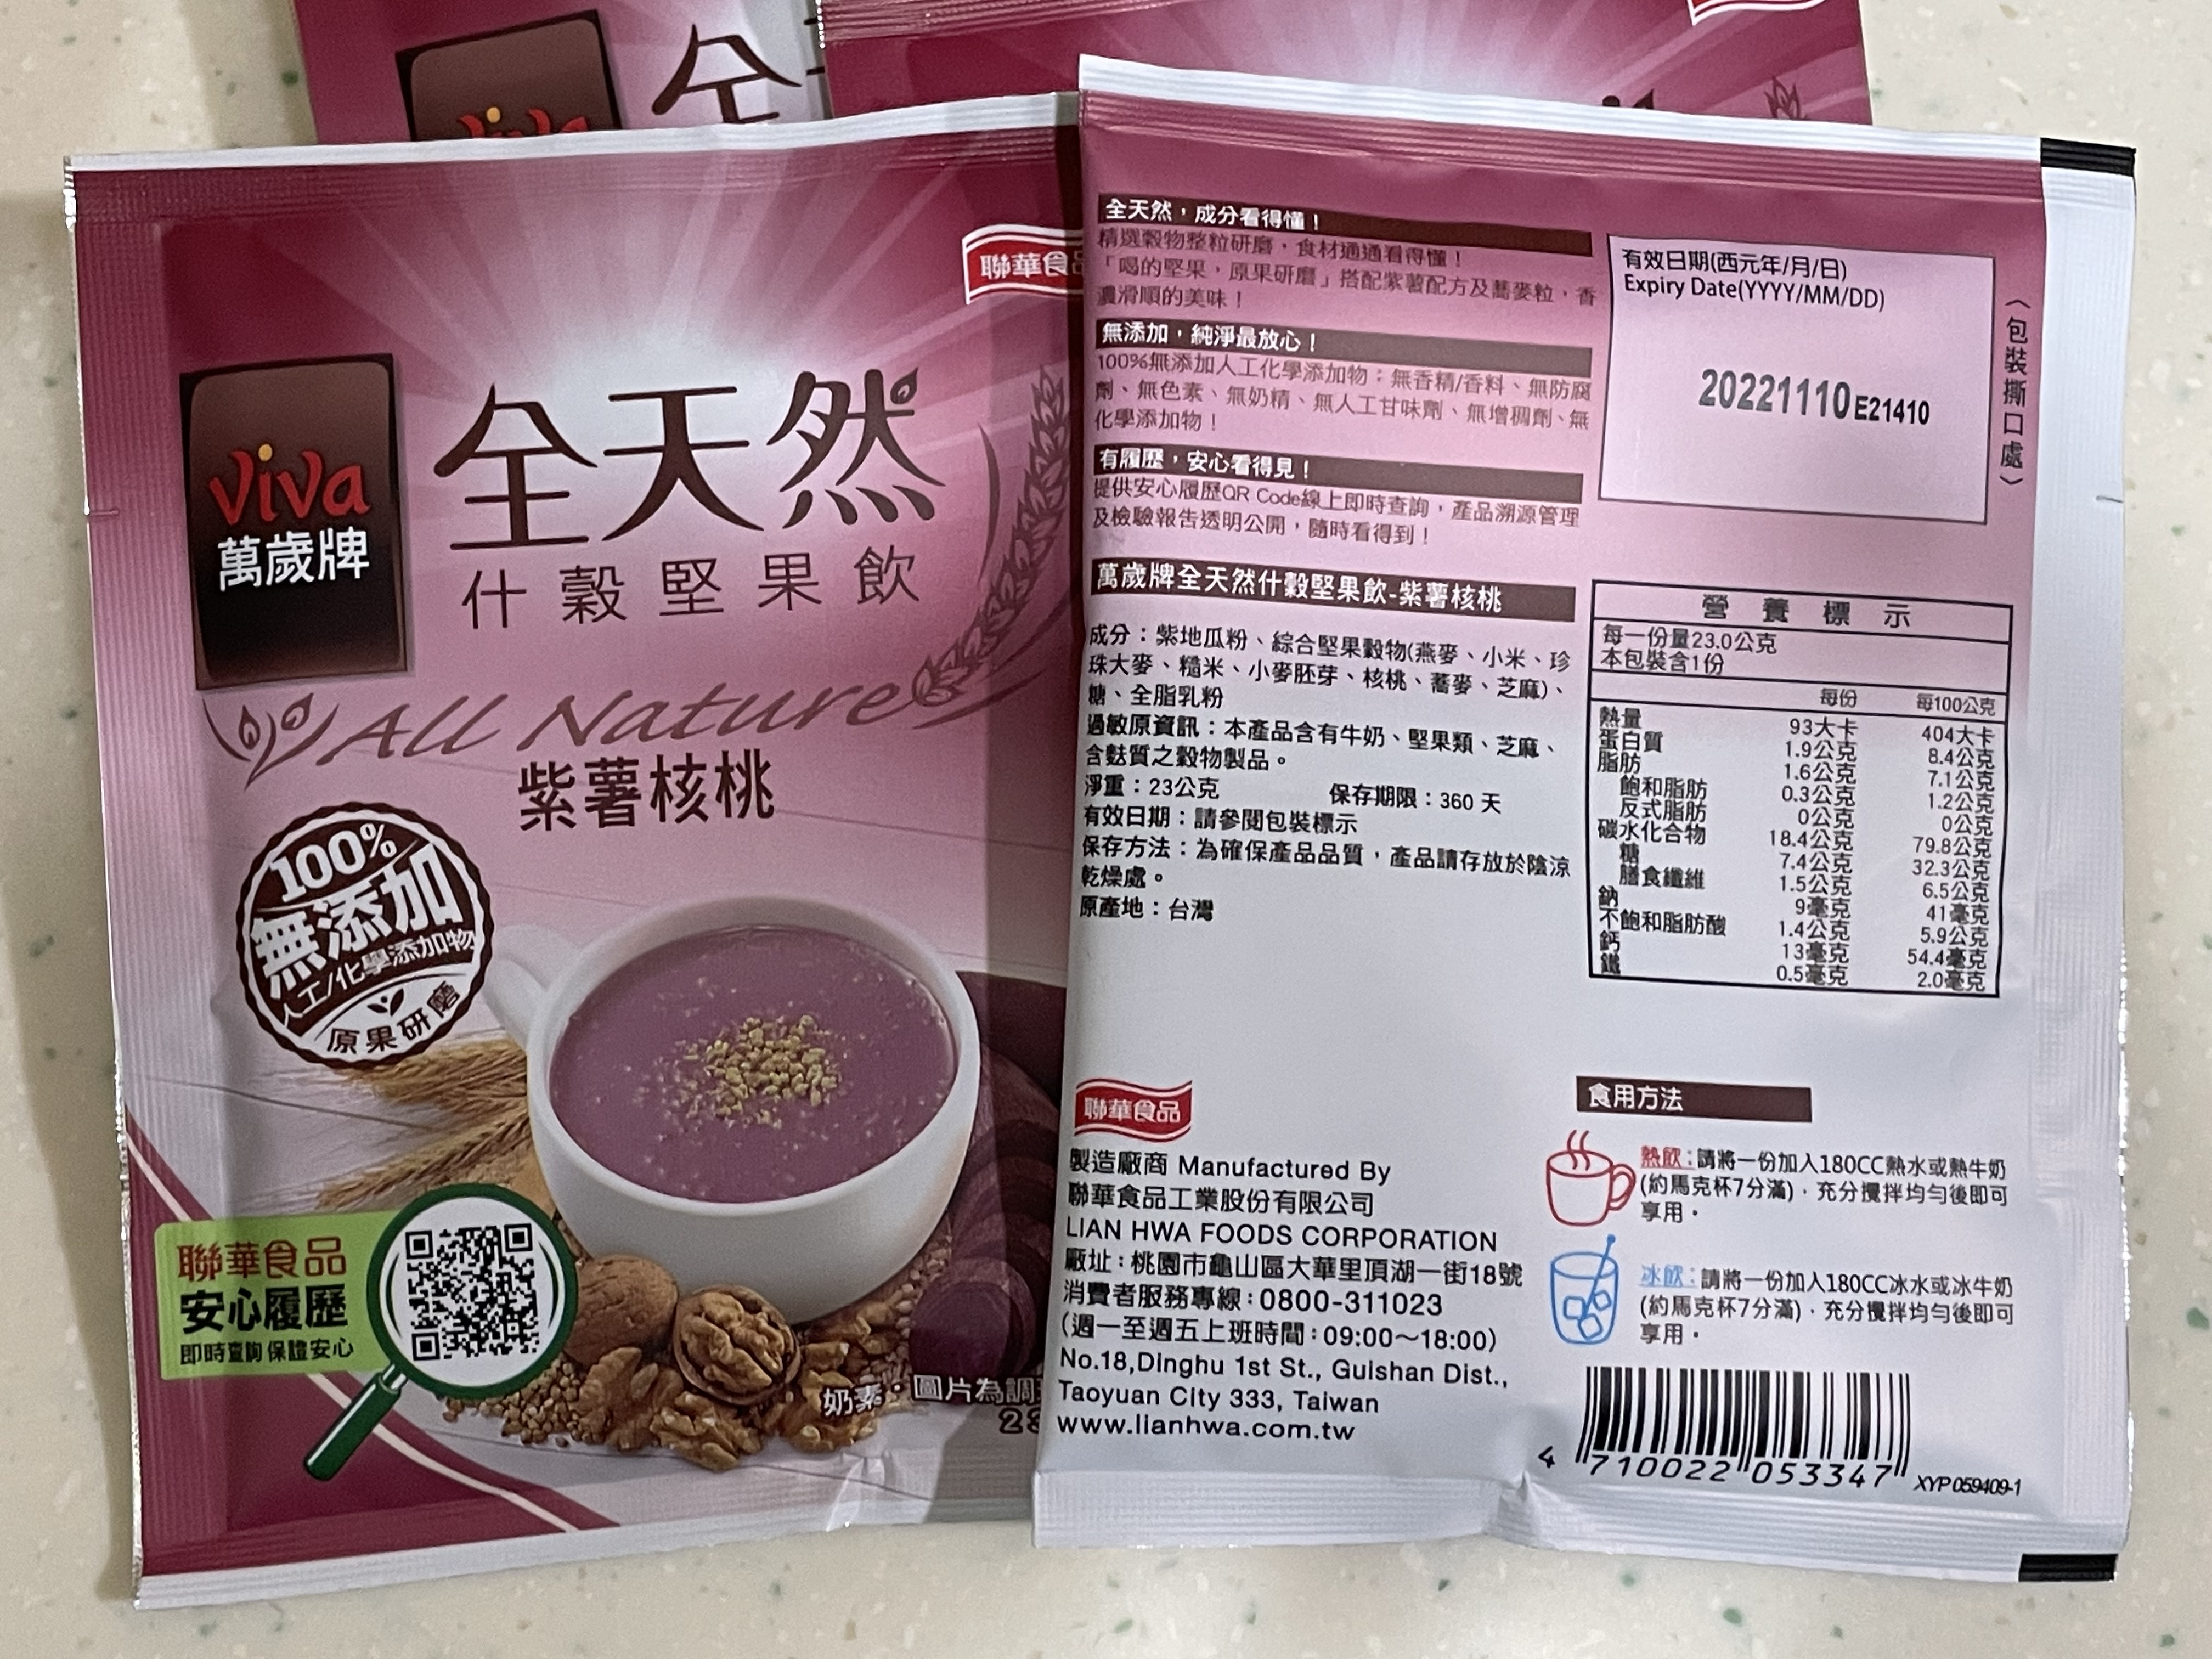 Viva
全
聯華食品
Viva
萬歲牌
全天然
什穀堅果飲
All Nature
紫薯核桃
100%
無添加
人工/化學添加物
原果研磨
聯華食品
安心履歷
即時查詢 保證安心
奶素・圖片為調
23
全天然，成分看得懂！
精選穀物整粒研磨，食材通通看得懂！
「喝的堅果，原果研磨」搭配紫薯配方及蕎麥粒，香
濃滑順的美味！
無添加，純淨最放心！
100%無添加人工化學添加物：無香精/香料、無防腐
劑、無色素、無奶精、無人工甘味劑、無增稠劑、無
化學添加物！
有履歷，安心看得見！
提供安心履歷QR Code線上即時查詢，產品溯源管理
及檢驗報告透明公開，隨時看得到！
萬歲牌全天然什穀堅果飲-紫薯核桃
成分：紫地瓜粉、綜合堅果穀物(燕麥、小米、珍
珠大麥、糙米、小麥胚芽、核桃、蕎麥、芝麻)、
糖、全脂乳粉
過敏原資訊：本產品含有牛奶、堅果類、芝麻、
含麩質之穀物製品。
淨重：23公克 保存期限：360 天
有效日期：請參閱包裝標示
保存方法：為確保產品品質，產品請存放於陰涼
乾燥處。
原產地：台灣
聯華食品
製造廠商 Manufactured By
聯華食品工業股份有限公司
LIAN HWA FOODS CORPORATION
廠址：桃園市龜山區大華里頂湖一街18號
消費者服務專線：0800-311023
(週一至週五上班時間：09:00～18:00)
No.18,Dinghu 1st St., Guishan Dist.,
Taoyuan City 333, Taiwan
www.lianhwa.com.tw
有效日期(西元年/月/日)
Expiry Date(YYYY/MM/DD)
20221110E21410
〈包裝撕口處〉
營養標示
每一份量23.0公克
本包裝含1份
每份 每100公克
熱量 93大卡 404大卡
蛋白質 1.9公克 8.4公克
脂肪 1.6公克 7.1公克
飽和脂肪 0.3公克 1.2公克
反式脂肪 0公克 0公克
碳水化合物 18.4公克 79.8公克
糖 7.4公克 32.3公克
膳食纖維 1.5公克 6.5公克
鈉 9毫克 41毫克
不飽和脂肪酸 1.4公克 5.9公克
鈣 13毫克 54.4毫克
鐵 0.5毫克 2.0毫克
食用方法
熱飲：請將一份加入180CC熱水或熱牛奶
(約馬克杯7分滿)，充分攪拌均勻後即可
享用。
冰飲：請將一份加入180CC冰水或冰牛奶
(約馬克杯7分滿)，充分攪拌均勻後即可
享用。
4 710022 053347
XYP 059409-1